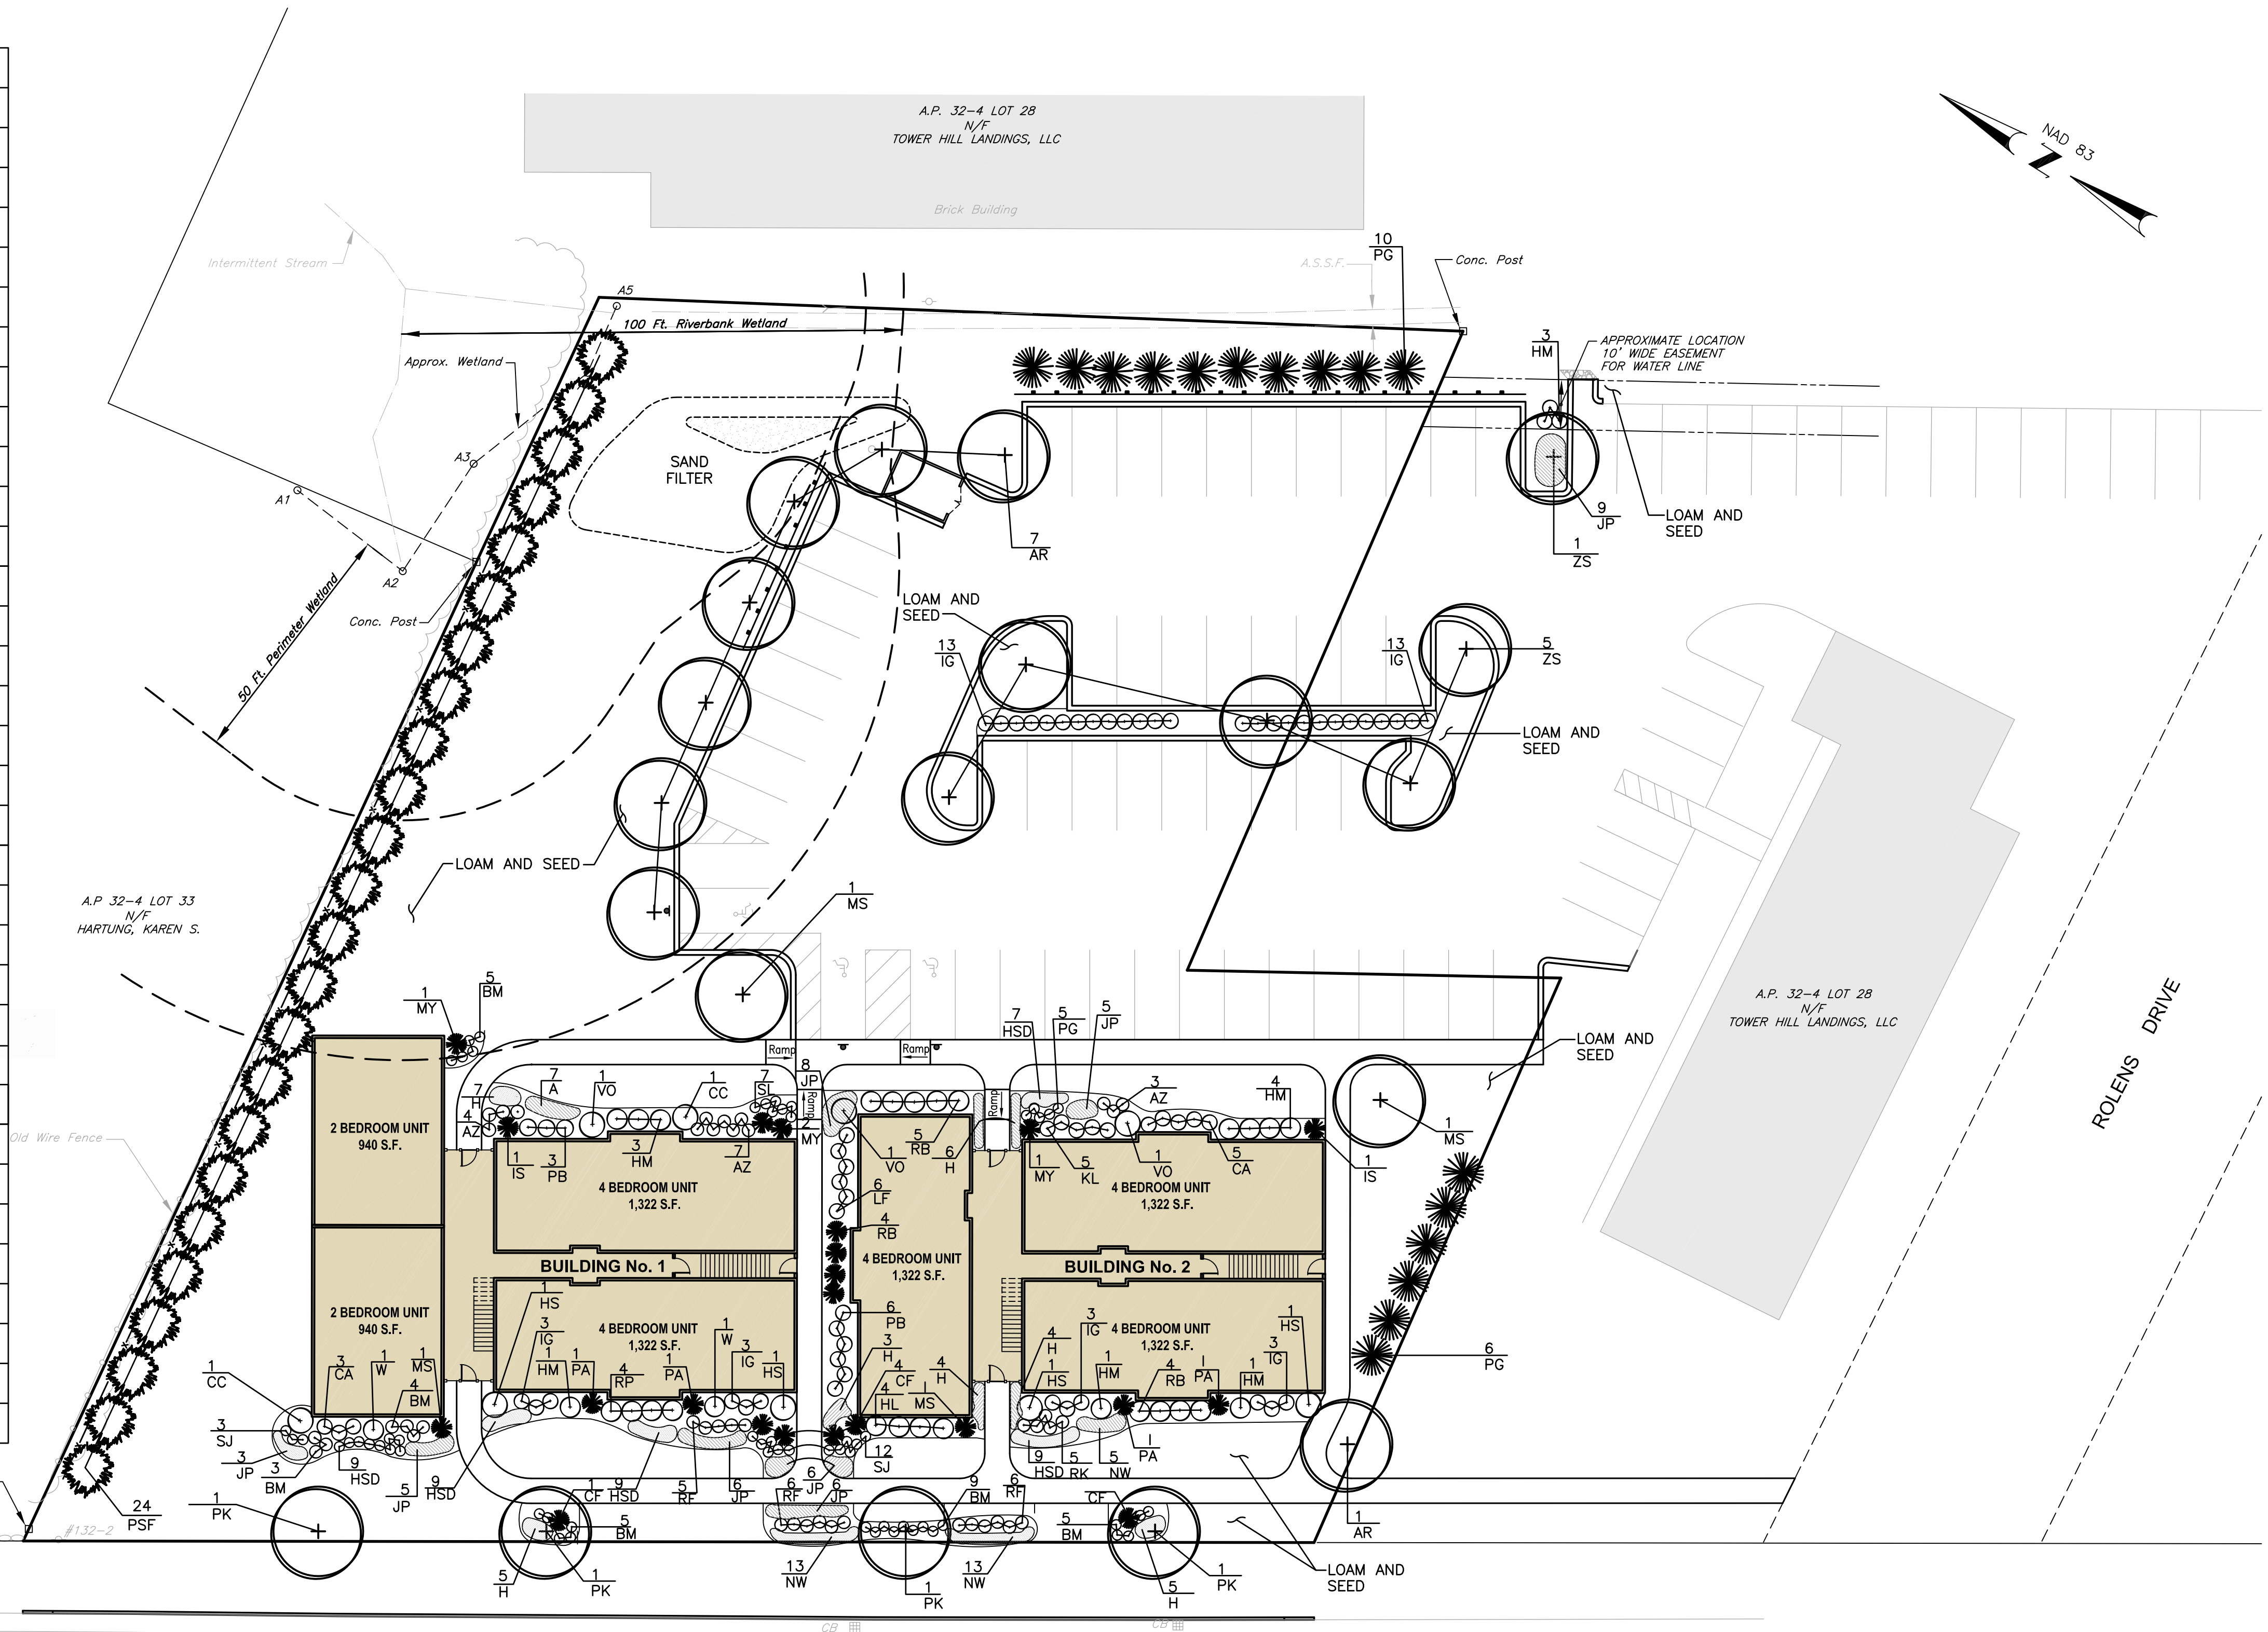 A.P. 32-4 LOT 28
N/F
TOWER HILL LANDINGS, LLC
Brick Building
NAD 83
Z
Intermittent Stream
A.S.S.F.
10
PG
Conc. Post
A5
100 Ft. Riverbank Wetland
Approx. Wetland
3
HM
APPROXIMATE LOCATION
10' WIDE EASEMENT
FOR WATER LINE
SAND
FILTER
A3
A1
A2
9
JP
LOAM AND
SEED
7
AR
1
ZS
50 Ft. Perimeter Wetland
Conc. Post
LOAM AND
SEED
13
IG
13
IG
5
ZS
LOAM AND
SEED
LOAM AND SEED
1
MS
A.P 32-4 LOT 33
N/F
HARTUNG, KAREN S.
A.P. 32-4 LOT 28
N/F
TOWER HILL LANDINGS, LLC
ROLENS DRIVE
1
MY
5
BM
7
HSD
5
PG
5
JP
LOAM AND
SEED
Ramp
Ramp
Ramp
Ramp
7
H
7
A
1
VO
1
CC
7
SJ
8
JP
3
AZ
4
HM
4
AZ
2
MY
Old Wire Fence
2 BEDROOM UNIT
940 S.F.
1
IS
3
PB
3
HM
7
AZ
1
VO
5
RB
6
H
1
MY
5
KL
1
VO
5
CA
1
IS
1
MS
4 BEDROOM UNIT
1,322 S.F.
6
LF
4
RB
4 BEDROOM UNIT
1,322 S.F.
4 BEDROOM UNIT
1,322 S.F.
BUILDING No. 1
BUILDING No. 2
2 BEDROOM UNIT
940 S.F.
1
HS
3
IG
4 BEDROOM UNIT
1,322 S.F.
1
W
6
PB
3
IG
4 BEDROOM UNIT
1,322 S.F.
1
HS
6
PG
1
CC
3
CA
1
W
1
MS
4
BM
1
HM
1
PA
4
RP
1
PA
3
IG
1
HS
3
H
4
CF
4
HL
1
MS
4
H
4
H
1
HS
1
HM
4
RB
1
PA
1
HM
3
IG
3
SJ
3
JP
3
BM
9
HSD
5
JP
9
HSD
1
CF
9
HSD
5
RF
6
JP
6
RF
6
JP
6
JP
12
SJ
9
BM
6
RF
9
HSD
5
RK
5
NW
1
PA
24
PSF
#132-2
1
PK
5
BM
5
H
1
PK
13
NW
1
PK
13
NW
5
BM
CF
5
H
1
PK
1
AR
LOAM AND
SEED
CB
CB